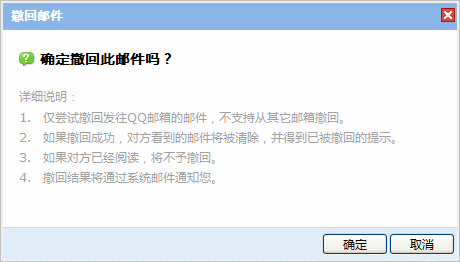 撤回邮件
确定撤回此邮件吗？
详细说明：
1. 仅尝试撤回发往QQ邮箱的邮件，不支持从其它邮箱撤回。
2. 如果撤回成功，对方看到的邮件将被清除，并得到已被撤回的提示。
3. 如果对方已经阅读，将不予撤回。
4. 撤回结果将通过系统邮件通知您。
确定 取消